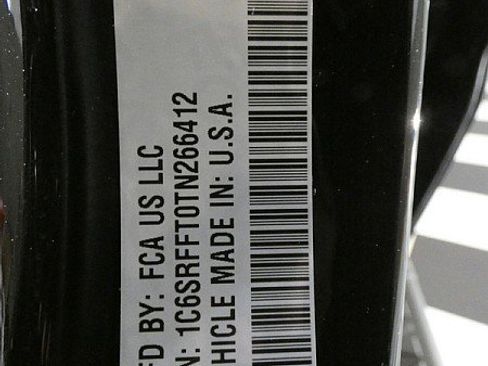 FD BY: FCA US LLC
N: 1C6SRFFT0TN266412
HICLE MADE IN: U.S.A.